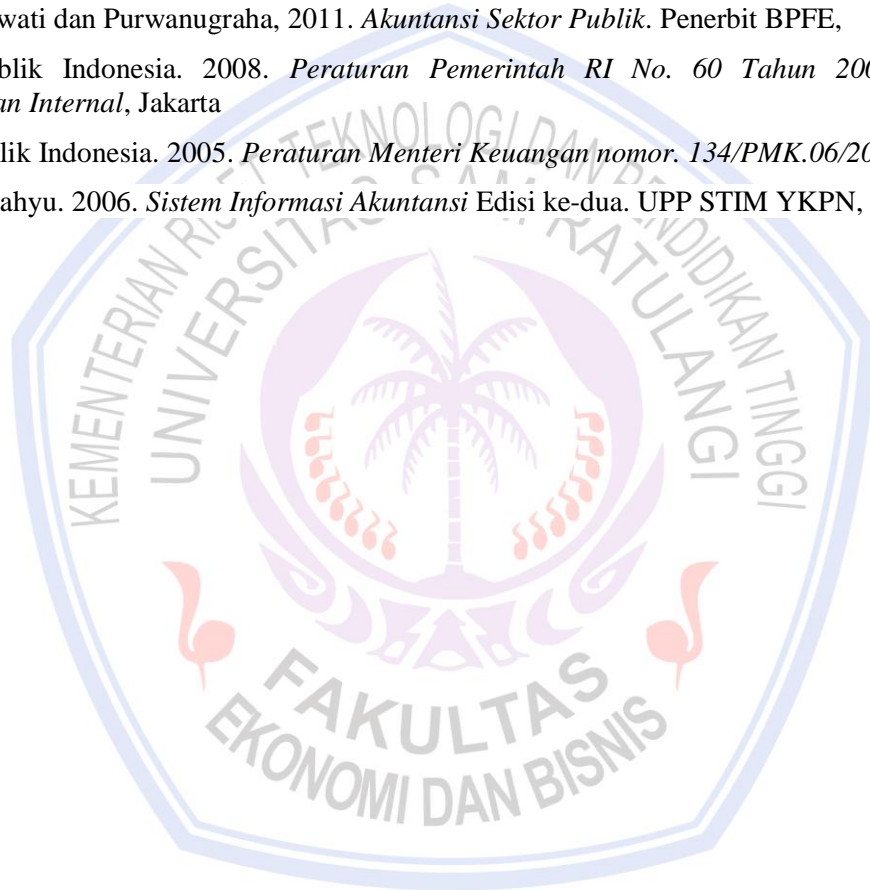 wati dan Purwanugraha, 2011. Akuntansi Sektor Publik. Penerbit BPFE,
blik Indonesia. 2008. Peraturan Pemerintah RI No. 60 Tahun 200
an Internal, Jakarta
lik Indonesia. 2005. Peraturan Menteri Keuangan nomor. 134/PMK.06/20
ahyu. 2006. Sistem Informasi Akuntansi Edisi ke-dua. UPP STIM YKPN,
KEMENTERIAN RISET TEKNOLOGI DAN PENDIDIKAN TINGGI
UNIVERSITAS SAM RATULANGI
FAKULTAS
EKONOMI DAN BISNIS